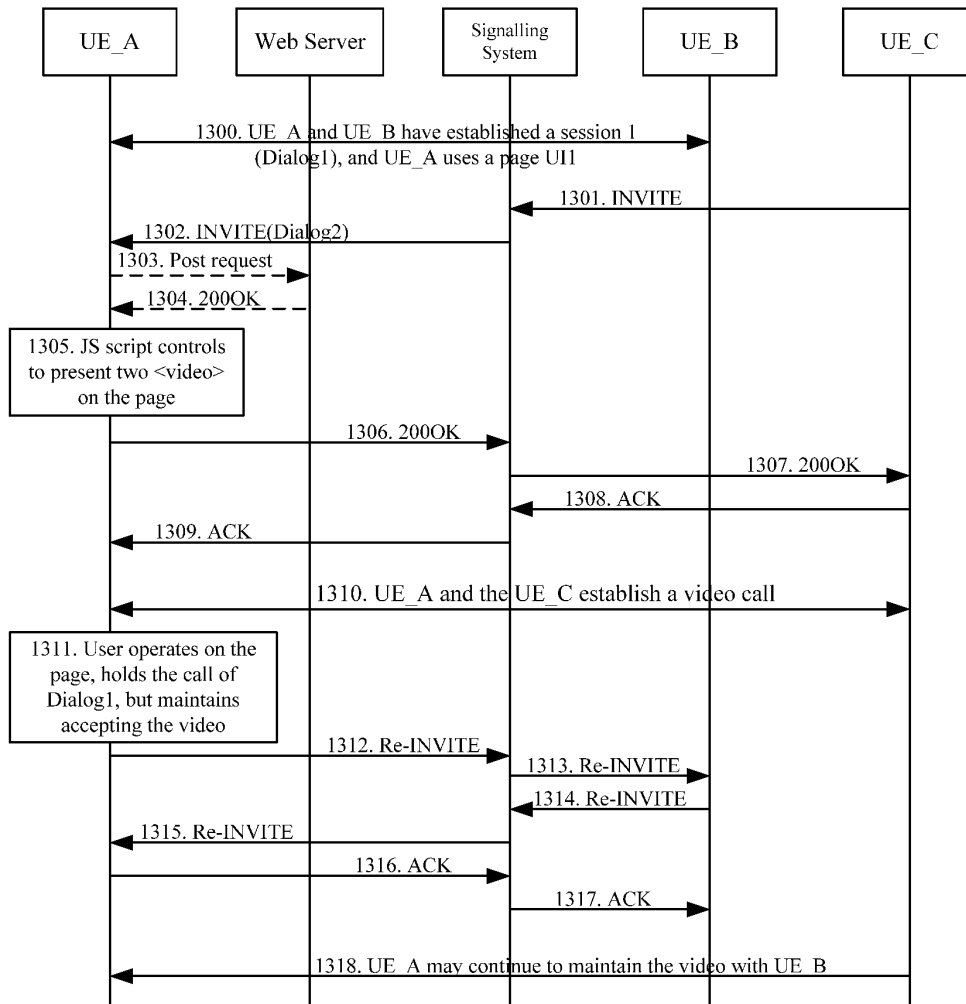 UE_A
Web Server
Signalling
System
UE_B
UE_C
1300. UE_A and UE_B have established a session 1
(Dialog1), and UE_A uses a page UI1
1301. INVITE
1302. INVITE(Dialog2)
1303. Post request
1304. 200OK
1305. JS script controls
to present two <video>
on the page
1306. 200OK
1307. 200OK
1308. ACK
1309. ACK
1310. UE_A and the UE_C establish a video call
1311. User operates on the
page, holds the call of
Dialog1, but maintains
accepting the video
1312. Re-INVITE
1313. Re-INVITE
1314. Re-INVITE
1315. Re-INVITE
1316. ACK
1317. ACK
1318. UE_A may continue to maintain the video with UE_B